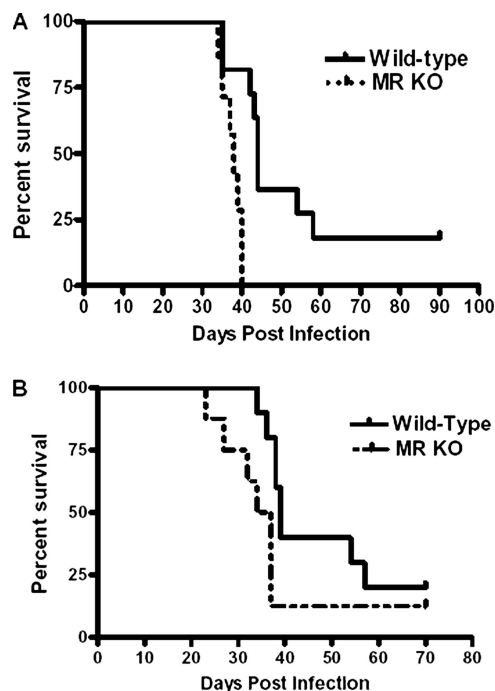 A
100
75
50
25
0
Percent survival
Wild-type
MR KO
0 10 20 30 40 50 60 70 80 90 100
Days Post Infection
B
100
75
50
25
0
Percent survival
Wild-Type
MR KO
0 10 20 30 40 50 60 70 80
Days Post Infection